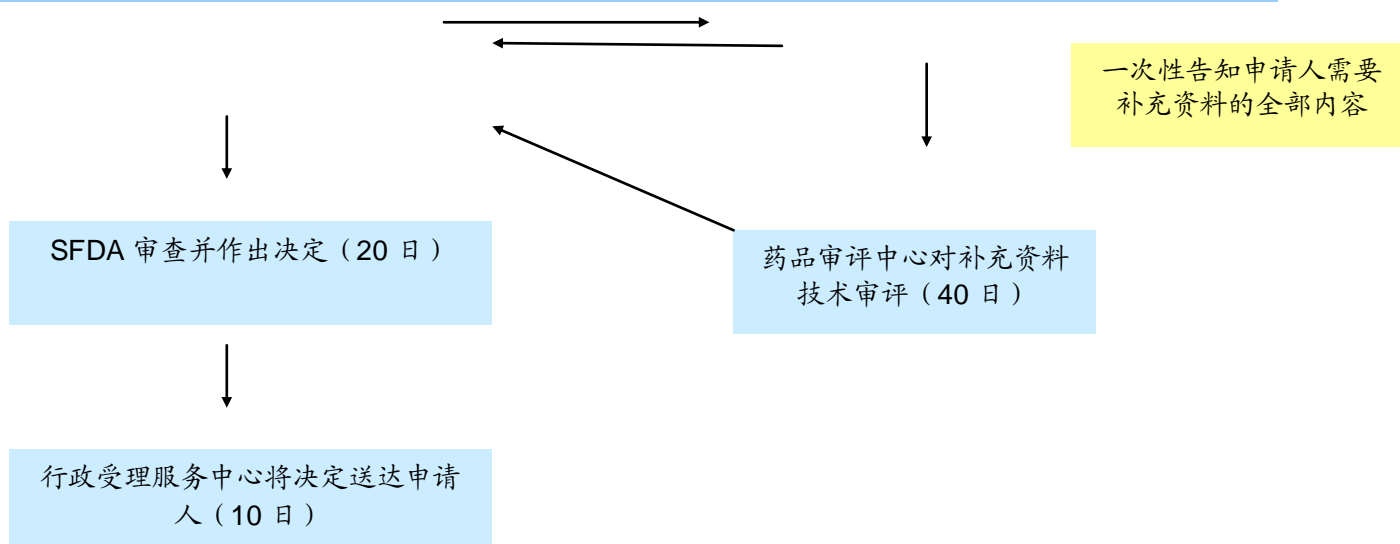 一次性告知申请人需要
补充资料的全部内容
SFDA 审查并作出决定（20 日）
药品审评中心对补充资料
技术审评（40 日）
行政受理服务中心将决定送达申请
人（10 日）